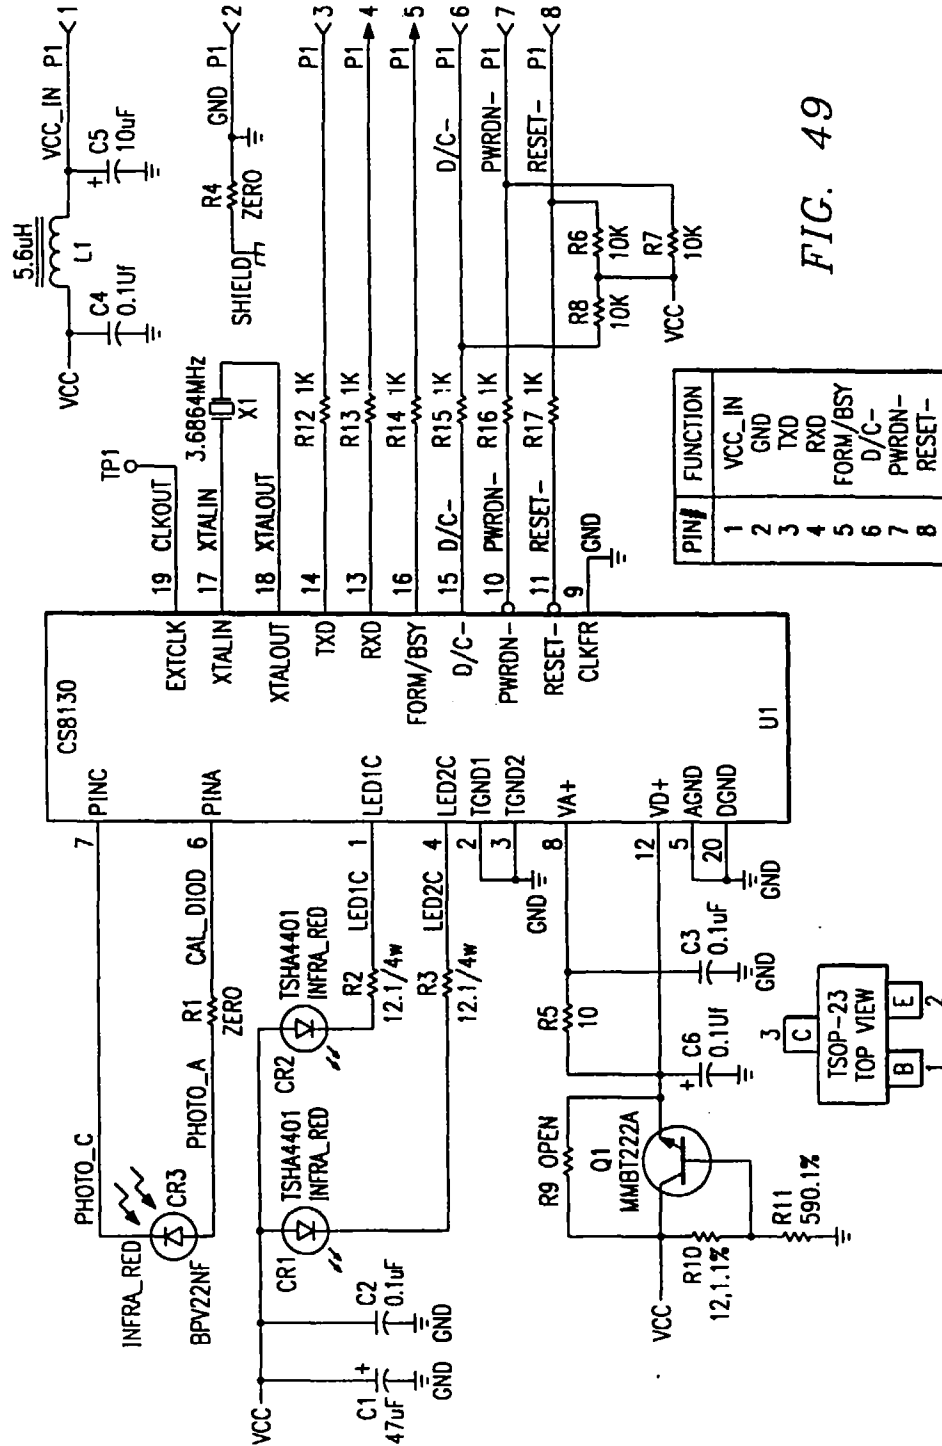 VCC
5.6uH
L1
C4
0.1Uf
VCC_IN P1 1
+
C5
10uF
SHIELD
R4
ZERO
GND P1 2
TP1
19 CLKOUT
3.6864MHz
X1
17 XTALIN
18 XTALOUT
14 R12 1K P1 3
13 R13 1K P1 4
16 R14 1K P1 5
15 D/C- R15 1K D/C- P1 6
10 PWRDN- R16 1K PWRDN- P1 7
11 RESET- R17 1K RESET- P1 8
9 GND
R8
10K
R6
10K
R7
10K
VCC
CS8130
PINC
PINA
LED1C
LED2C
TGND1
TGND2
VA+
VD+
AGND
DGND
EXTCLK
XTALIN
XTALOUT
TXD
RXD
FORM/BSY
D/C-
PWRDN-
RESET-
CLKFR
U1
PHOTO_C 7
INFRA_RED
CR3
BPV22NF
PHOTO_A
R1
ZERO
CAL_DIOD 6
VCC
C1
47uF
+
GND
C2
0.1uF
GND
CR1
TSHA4401
INFRA_RED
CR2
TSHA4401
INFRA_RED
R2
12.1/4w
LED1C 1
R3
12.1/4w
LED2C 4
2
3
GND
8
12
5
20
GND
R5
10
C3
0.1uF
GND
C6
0.1Uf
+
R9 OPEN
Q1
MMBT222A
VCC
R10
12,1.1%
R11
590.1%
3
C
TSOP-23
TOP VIEW
B
E
1
2
PIN# FUNCTION
1 VCC_IN
2 GND
3 TXD
4 RXD
5 FORM/BSY
6 D/C-
7 PWRDN-
8 RESET-
FIG. 49